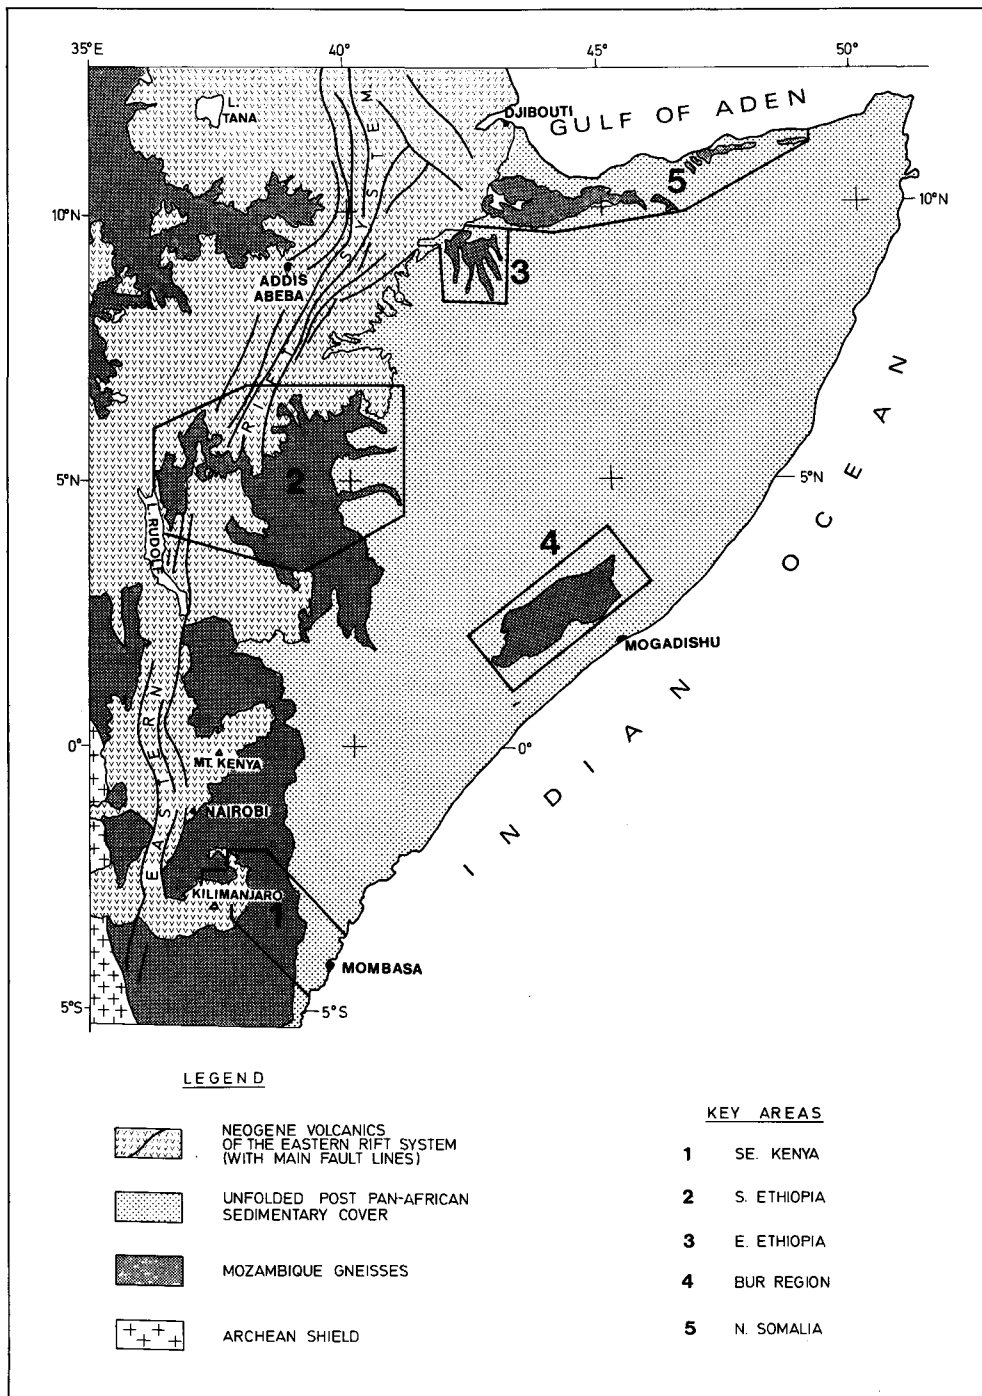 35°E 40° 45° 50°
L. TANA
DJIBOUTI
GULF OF ADEN
5
10°N
10°N
ADDIS ABEBA
3
EASTERN RIFT SYSTEM
2
5°N
5°N
L. RUDOLF
4
MOGADISHU
INDIAN OCEAN
0°
0°
MT. KENYA
NAIROBI
KILIMANJARO
1
MOMBASA
5°S
5°S
LEGEND
NEOGENE VOLCANICS
OF THE EASTERN RIFT SYSTEM
(WITH MAIN FAULT LINES)
UNFOLDED POST PAN-AFRICAN
SEDIMENTARY COVER
MOZAMBIQUE GNEISSES
ARCHEAN SHIELD
KEY AREAS
1 SE. KENYA
2 S. ETHIOPIA
3 E. ETHIOPIA
4 BUR REGION
5 N. SOMALIA